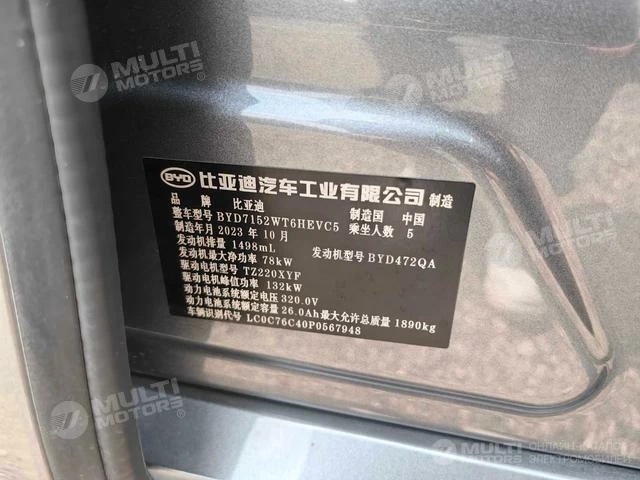 BYD 比亚迪汽车工业有限公司 制造
品 牌 比亚迪 制造国 中国
整车型号 BYD7152WT6HEVC5 乘坐人数 5
制造年月 2023 年 10 月
发动机排量 1498mL 发动机型号 BYD472QA
发动机最大净功率 78kW
驱动电机型号 TZ220XYF
驱动电机峰值功率 132kW
动力电池系统额定电压 320.0V
动力电池系统额定容量 26.0Ah 最大允许总质量 1890kg
车辆识别代号 LC0C76C40P0567948
MULTI MOTORS
MULTI MOTORS
MULTI MOTORS
MULTI MOTORS